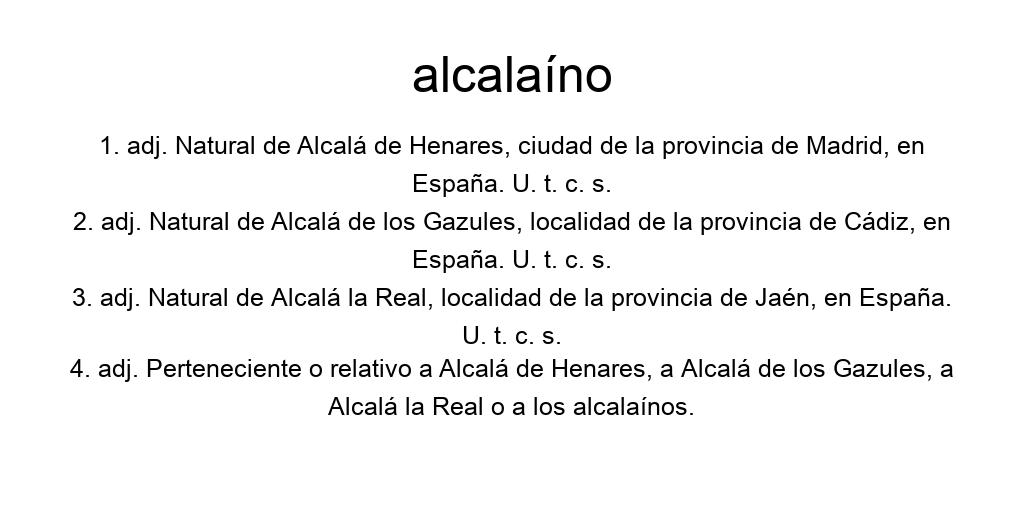 alcalaíno
1. adj. Natural de Alcalá de Henares, ciudad de la provincia de Madrid, en
España. U. t. c. s.
2. adj. Natural de Alcalá de los Gazules, localidad de la provincia de Cádiz, en
España. U. t. c. s.
3. adj. Natural de Alcalá la Real, localidad de la provincia de Jaén, en España.
U. t. c. s.
4. adj. Perteneciente o relativo a Alcalá de Henares, a Alcalá de los Gazules, a
Alcalá la Real o a los alcalaínos.